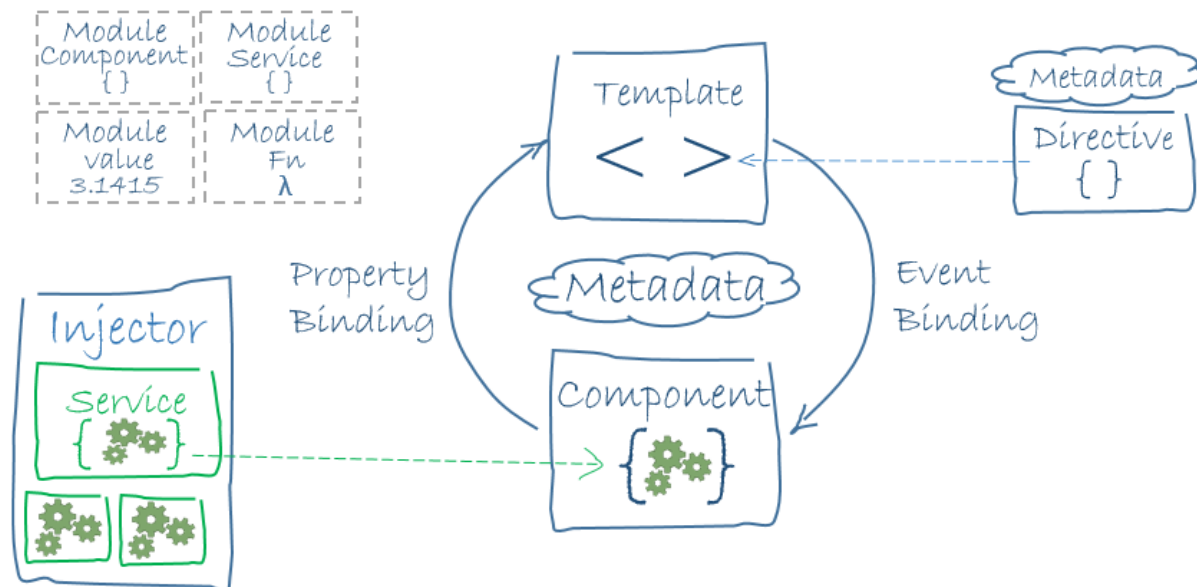 Module
Component
{ }
Module
Service
{ }
Module
value
3.1415
Module
Fn
λ
Template
< >
Metadata
Directive
{ }
Property
Binding
Metadata
Event
Binding
Injector
Service
{ }
Component
{ }